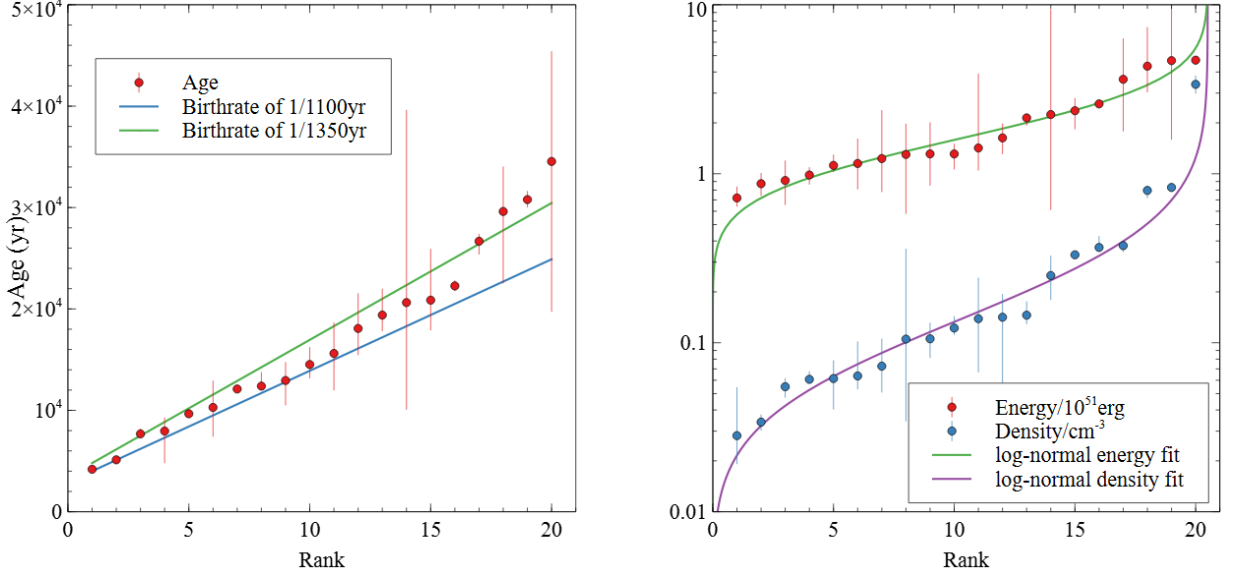 5×10⁴
4×10⁴
3×10⁴
2×10⁴
10⁴
0
Age (yr)
Age
Birthrate of 1/1100yr
Birthrate of 1/1350yr
0 5 10 15 20
Rank
10
1
0.1
0.01
Energy/10⁵¹erg
Density/cm⁻³
log-normal energy fit
log-normal density fit
0 5 10 15 20
Rank